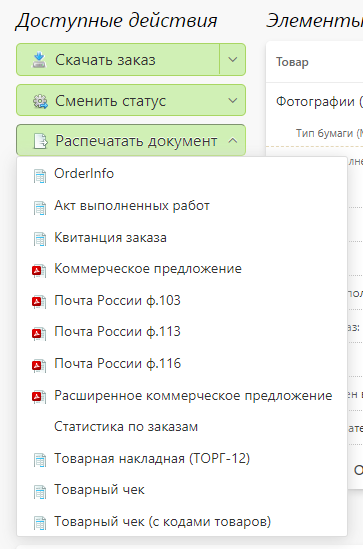 Доступные действия
Элементы
Скачать заказ
Товар
Сменить статус
Фотографии (
Распечатать документ
Тип бумаги (М
OrderInfo
Акт выполненных работ
Квитанция заказа
Коммерческое предложение
Почта России ф.103
Почта России ф.113
Почта России ф.116
Расширенное коммерческое предложение
Статистика по заказам
Товарная накладная (ТОРГ-12)
Товарный чек
Товарный чек (с кодами товаров)